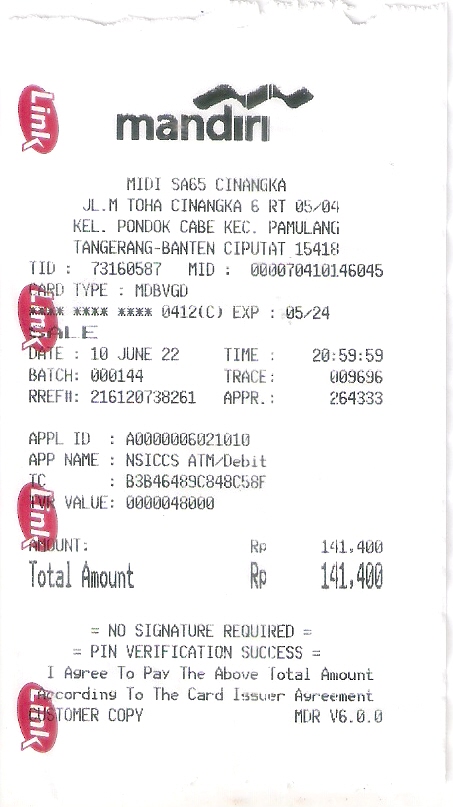 mandiri
MIDI SA65 CINANGKA
JL.M TOHA CINANGKA 6 RT 05/04
KEL. PONDOK CABE KEC. PAMULANG
TANGERANG-BANTEN CIPUTAT 15418
TID : 73160587 MID : 000070410146045
CARD TYPE : MDBVGD
**** **** **** 0412(C) EXP : 05/24
SALE
DATE : 10 JUNE 22 TIME : 20:59:59
BATCH: 000144 TRACE: 009696
RREF#: 216120738261 APPR.: 264333
APPL ID : A0000006021010
APP NAME : NSICCS ATM/Debit
TC : B3B46489C848C58F
TVR VALUE: 0000048000
AMOUNT: Rp 141,400
Total Amount Rp 141,400
= NO SIGNATURE REQUIRED =
= PIN VERIFICATION SUCCESS =
I Agree To Pay The Above Total Amount
According To The Card Issuer Agreement
CUSTOMER COPY MDR V6.0.0
Link
Link
Link
Link